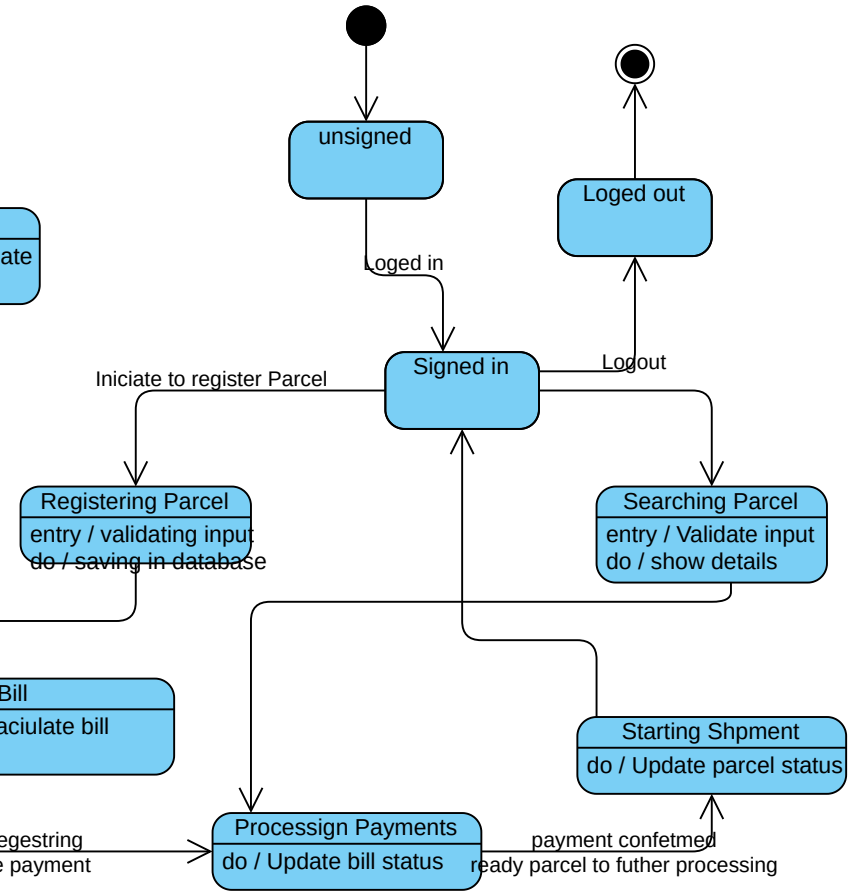 unsigned
Loged out
ate
Loged in
Signed in
Logout
Iniciate to register Parcel
Registering Parcel
entry / validating input
do / saving in database
Searching Parcel
entry / Validate input
do / show details
Bill
aciulate bill
Starting Shpment
do / Update parcel status
Processign Payments
do / Update bill status
egestring
e payment
payment confetmed
ready parcel to futher processing